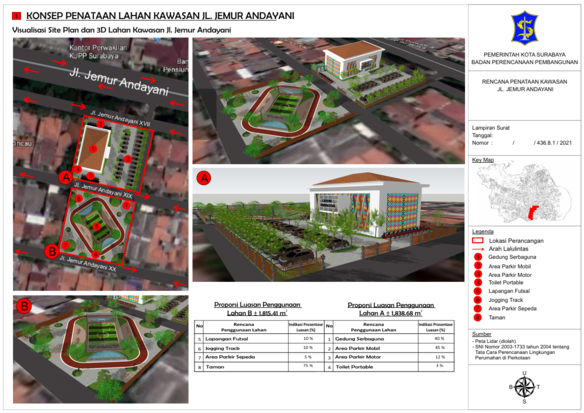 1 KONSEP PENATAAN LAHAN KAWASAN JL. JEMUR ANDAYANI
Visualisasi Site Plan dan 3D Lahan Kawasan Jl. Jemur Andayani
Kantor Perwakilan
KJPP Surabaya
Jl. Jemur Andayani
Jl. Jemur Andayani XVII
Jl. Jemur Andayani XIX
Jl. Jemur Andayani XX
A
B
A
B
Proporsi Luasan Penggunaan
Lahan B ± 1.815.41 m²
No Rencana Penggunaan Lahan Indikasi Presentase Luasan (%)
5 Lapangan Futsal 10 %
6 Jogging Track 10 %
7 Area Parkir Sepeda 5 %
8 Taman 75 %
Proporsi Luasan Penggunaan
Lahan A ± 1.838.68 m²
No Rencana Penggunaan Lahan Indikasi Presentase Luasan (%)
1 Gedung Serbaguna 40 %
2 Area Parkir Mobil 45 %
3 Area Parkir Motor 12 %
4 Toilet Portable 3 %
PEMERINTAH KOTA SURABAYA
BADAN PERENCANAAN PEMBANGUNAN
RENCANA PENATAAN KAWASAN
JL. JEMUR ANDAYANI
Lampiran Surat
Tanggal:
Nomor : / / 436.8.1 / 2021
Key Map
Legenda
Lokasi Perancangan
Arah Lalulintas
1 Gedung Serbaguna
2 Area Parkir Mobil
3 Area Parkir Motor
4 Toilet Portable
5 Lapangan Futsal
6 Jogging Track
7 Area Parkir Sepeda
8 Taman
Sumber
- Peta Lidar (diolah)
- SNI Nomor 2003-1733 tahun 2004 tentang
Tata Cara Perencanaan Lingkungan
Perumahan di Perkotaan
U
B T
S